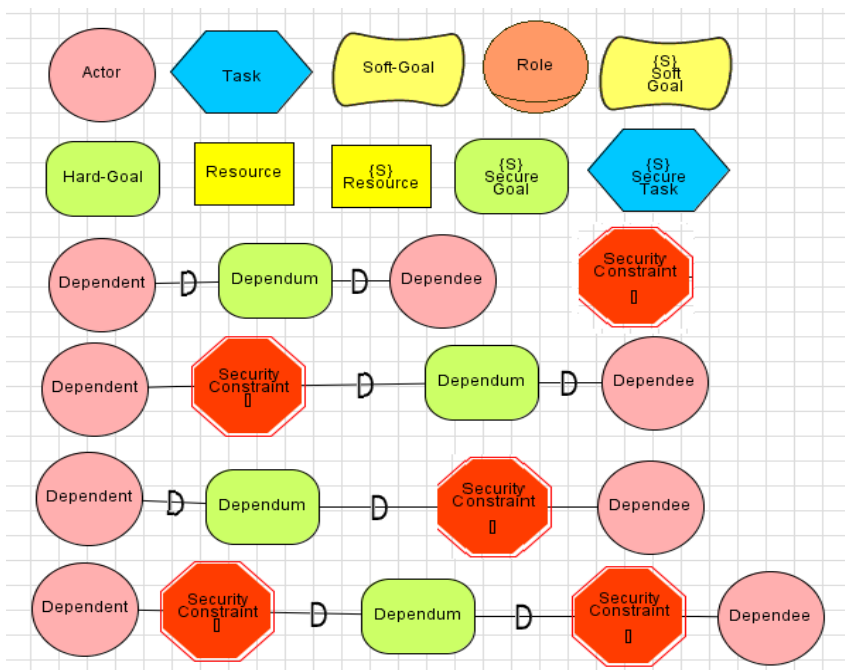 Actor
Task
Soft-Goal
Role
{S}
Soft
Goal
Hard-Goal
Resource
{S}
Resource
{S}
Secure
Goal
{S}
Secure
Task
Dependent
D
Dependum
D
Dependee
Security
Constraint
[]
Dependent
Security
Constraint
[]
D
Dependum
D
Dependee
Dependent
D
Dependum
D
Security
Constraint
[]
Dependee
Dependent
Security
Constraint
[]
D
Dependum
D
Security
Constraint
[]
Dependee